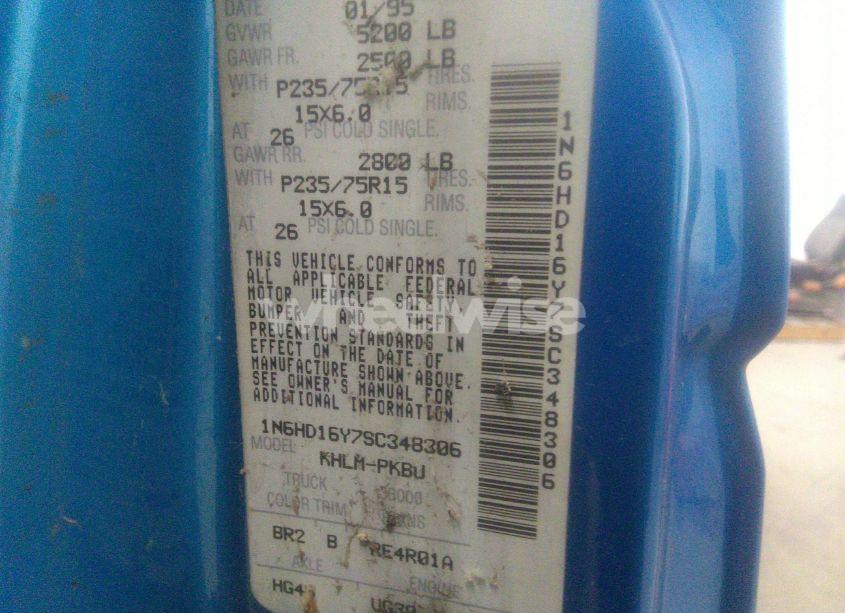 DATE 01/95
GVWR 5200 LB
GAWR FR. 2500 LB
WITH P235/75R15 TIRES.
15X6.0 RIMS.
AT 26 PSI COLD SINGLE.
GAWR RR. 2800 LB
WITH P235/75R15 TIRES.
15X6.0 RIMS.
AT 26 PSI COLD SINGLE.
THIS VEHICLE CONFORMS TO
ALL APPLICABLE FEDERAL
MOTOR VEHICLE SAFETY
BUMPER AND THEFT
PREVENTION STANDARDS IN
EFFECT ON THE DATE OF
MANUFACTURE SHOWN ABOVE.
SEE OWNER'S MANUAL FOR
ADDITIONAL INFORMATION.
1N6HD16Y7SC348306
MODEL KHLM-PKBU
TRUCK
COLOR TRIM
BR2 B RE4R01A
AXLE ENGINE
1N6HD16Y7SC348306
wheelwise